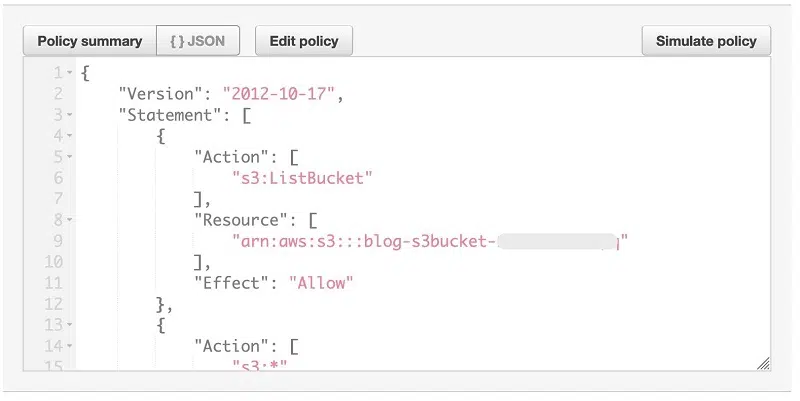 Policy summary {} JSON Edit policy Simulate policy
1 {
2 "Version": "2012-10-17",
3 "Statement": [
4 {
5 "Action": [
6 "s3:ListBucket"
7 ],
8 "Resource": [
9 "arn:aws:s3:::blog-s3bucket-
10 ],
11 "Effect": "Allow"
12 },
13 {
14 "Action": [
15 "s3:*"